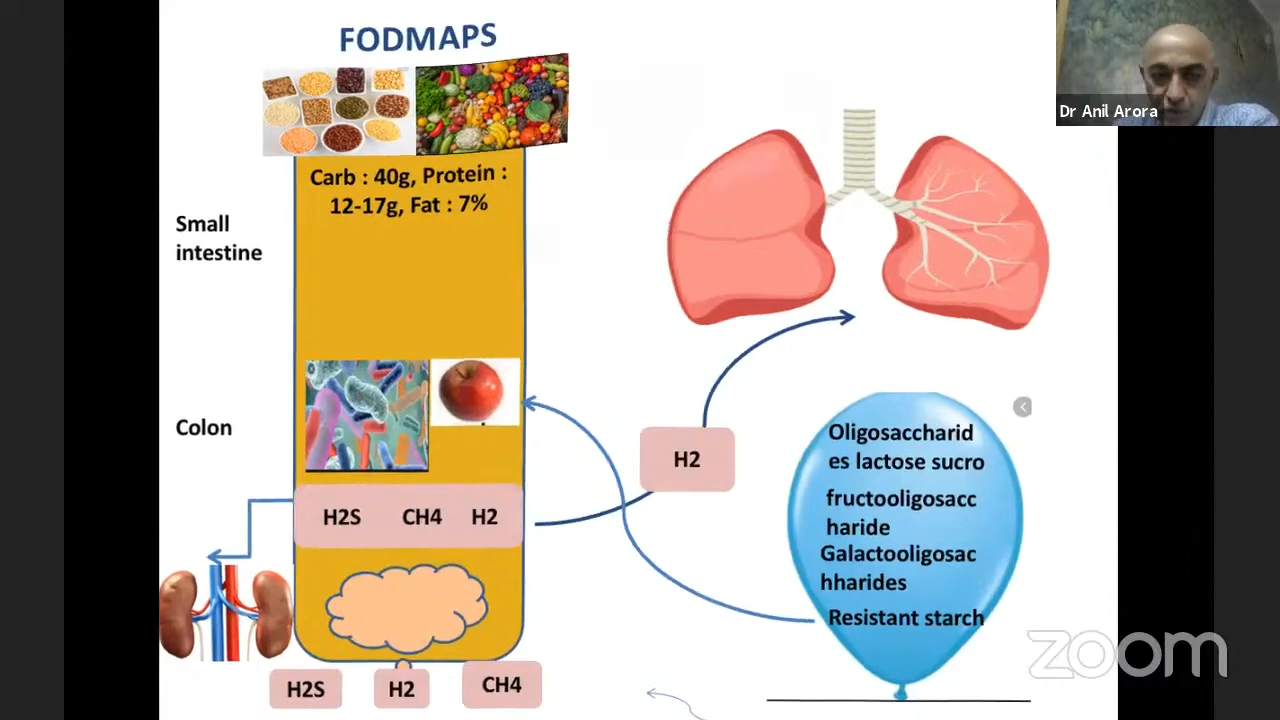 FODMAPS
Dr Anil Arora
Carb : 40g, Protein :
12-17g, Fat : 7%
Small
intestine
Colon
H2
Oligosaccharid
es lactose sucro
fructooligosacc
haride
Galactooligosac
hharides
Resistant starch
H2S CH4 H2
H2S H2 CH4
zoom